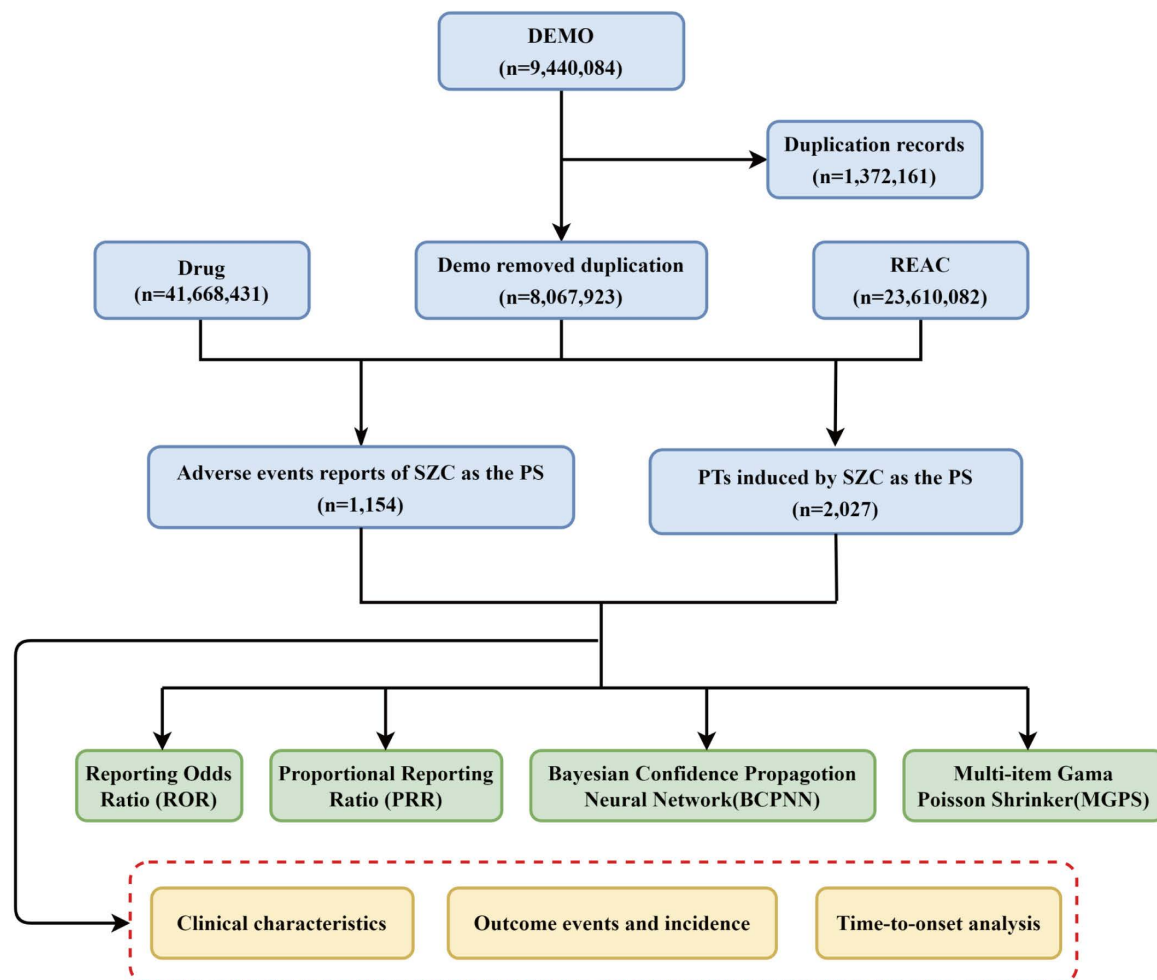 DEMO
(n=9,440,084)
Duplication records
(n=1,372,161)
Drug
(n=41,668,431)
Demo removed duplication
(n=8,067,923)
REAC
(n=23,610,082)
Adverse events reports of SZC as the PS
(n=1,154)
PTs induced by SZC as the PS
(n=2,027)
Reporting Odds
Ratio (ROR)
Proportional Reporting
Ratio (PRR)
Bayesian Confidence Propagotion
Neural Network(BCPNN)
Multi-item Gama
Poisson Shrinker(MGPS)
Clinical characteristics
Outcome events and incidence
Time-to-onset analysis